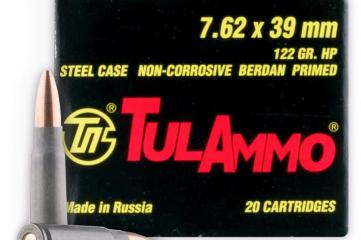 7.62 x 39 mm
122 GR. HP
STEEL CASE NON-CORROSIVE BERDAN PRIMED
®
TULAMMO®
Made in Russia 20 CARTRIDGES